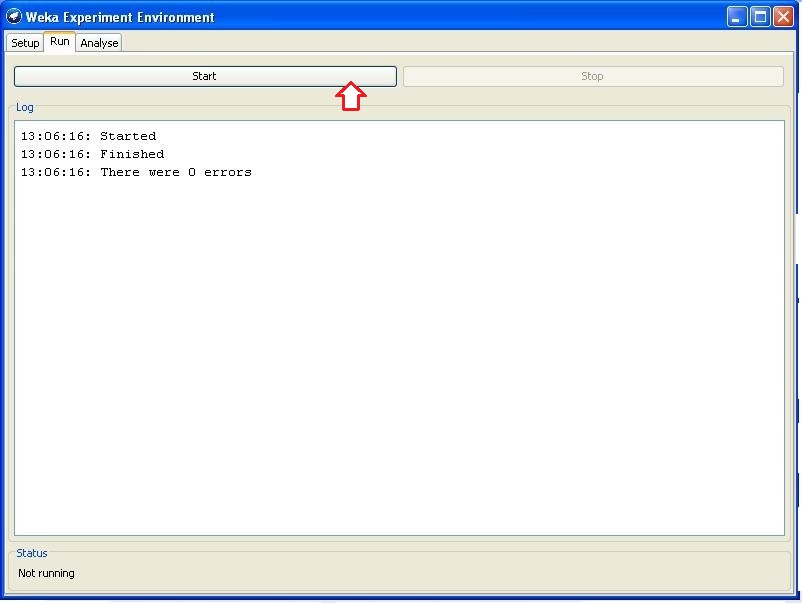 Weka Experiment Environment
Setup Run Analyse
Start Stop
Log
13:06:16: Started
13:06:16: Finished
13:06:16: There were 0 errors
Status
Not running